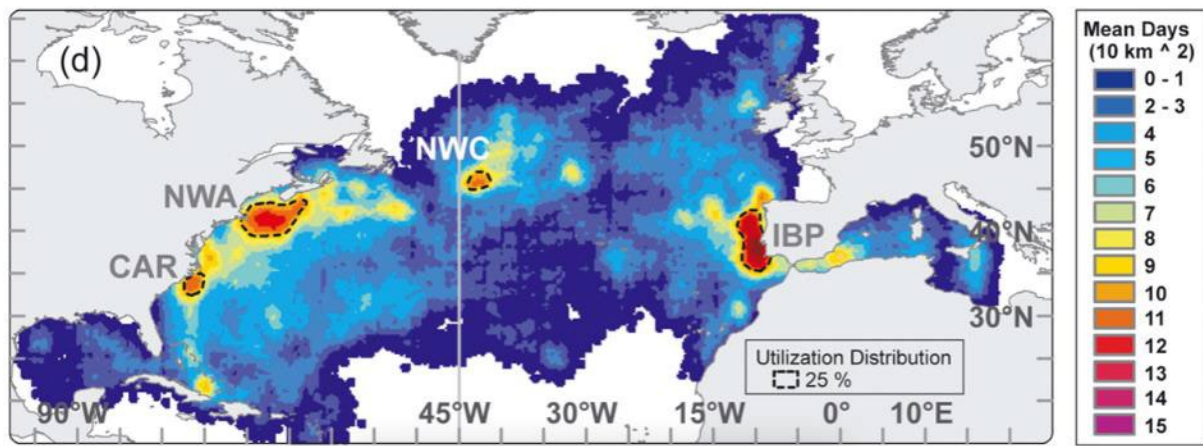 (d)
NWC
NWA
CAR
IBP
50°N
40°N
30°N
90°W
45°W
30°W
15°W
0°
10°E
Utilization Distribution
25 %
Mean Days
(10 km ^ 2)
0 - 1
2 - 3
4
5
6
7
8
9
10
11
12
13
14
15